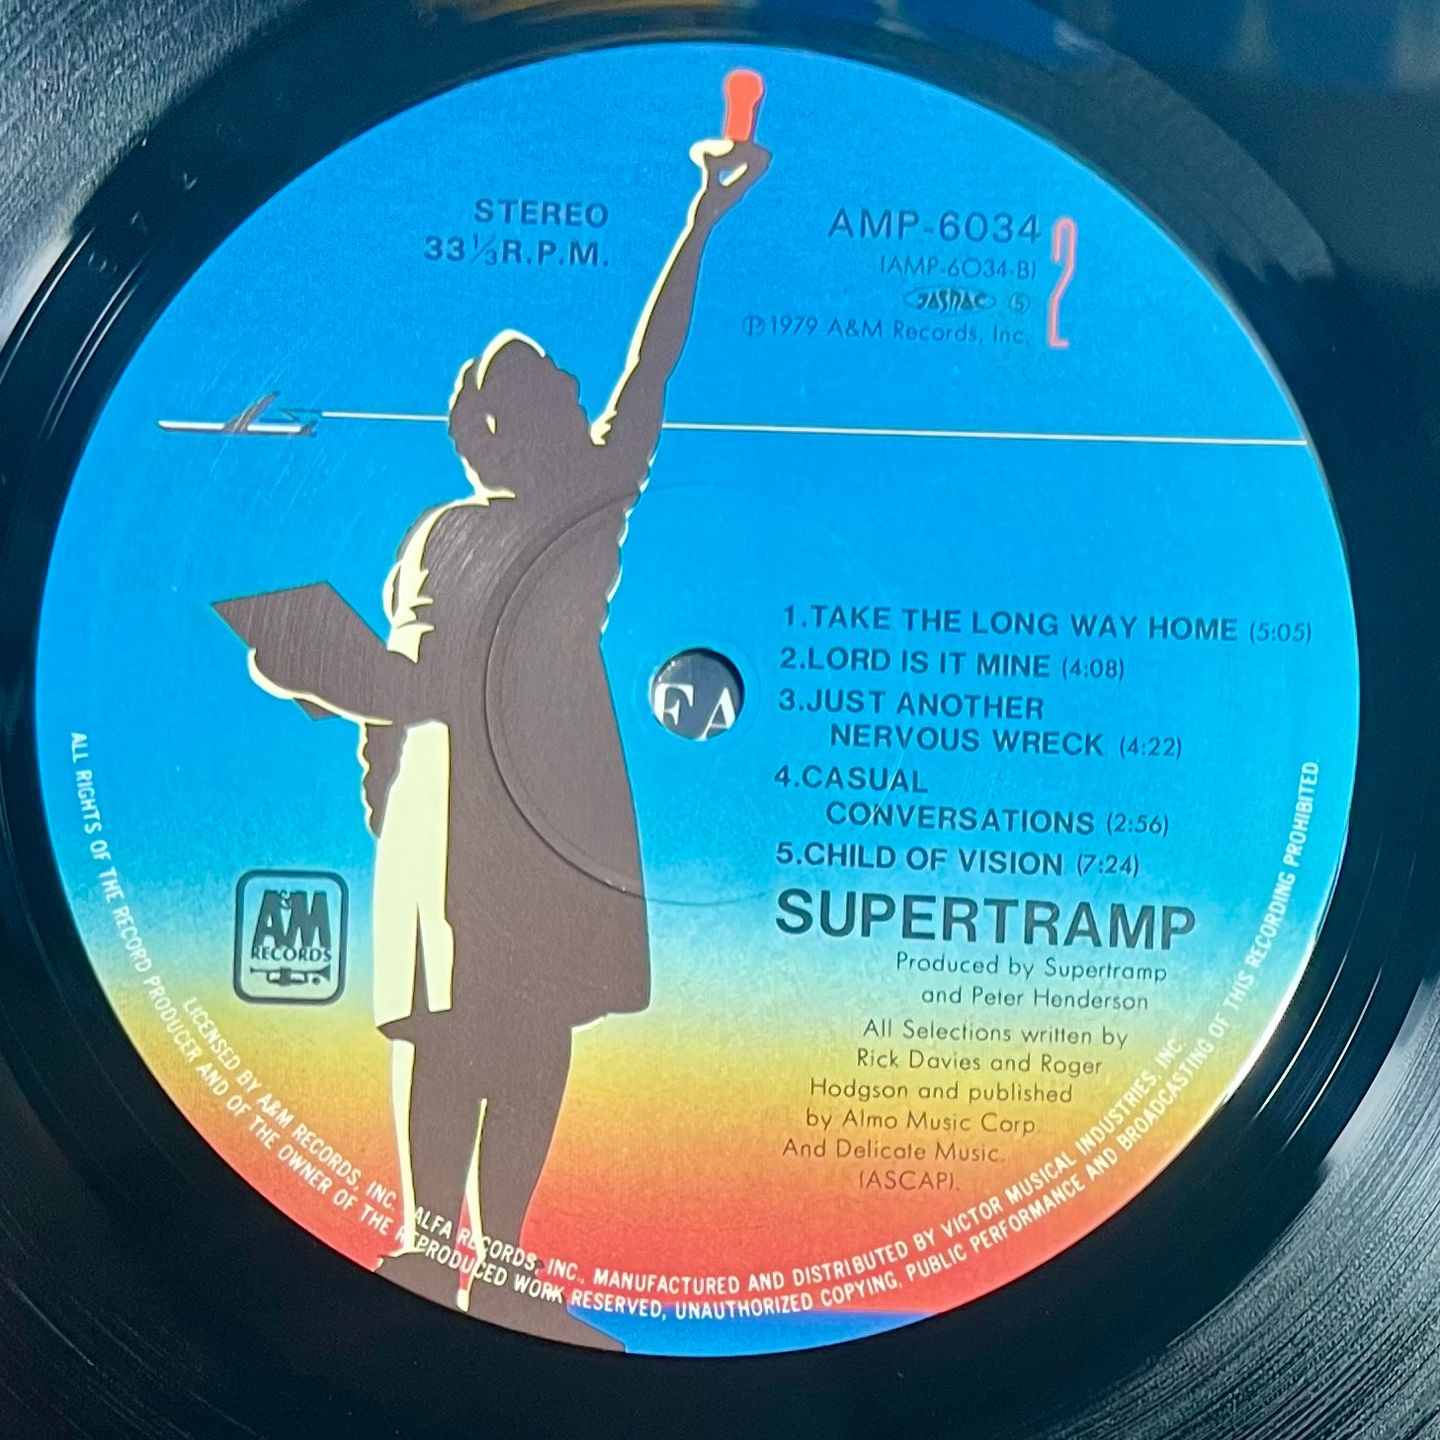 STEREO
33⅓R.P.M.
AMP-6034
2
(AMP-6034-B)
JASRAC Ⓢ
Ⓟ1979 A&M Records, Inc.
1.TAKE THE LONG WAY HOME (5:05)
2.LORD IS IT MINE (4:08)
3.JUST ANOTHER
NERVOUS WRECK (4:22)
4.CASUAL
CONVERSATIONS (2:56)
5.CHILD OF VISION (7:24)
SUPERTRAMP
Produced by Supertramp
and Peter Henderson
All Selections written by
Rick Davies and Roger
Hodgson and published
by Almo Music Corp
And Delicate Music.
(ASCAP).
FA
A&M
RECORDS
LICENSED BY A&M RECORDS, INC. ALFA RECORDS, INC., MANUFACTURED AND DISTRIBUTED BY VICTOR MUSICAL INDUSTRIES, INC.
ALL RIGHTS OF THE RECORD PRODUCER AND OF THE OWNER OF THE REPRODUCED WORK RESERVED, UNAUTHORIZED COPYING, PUBLIC PERFORMANCE AND BROADCASTING OF THIS RECORDING PROHIBITED.